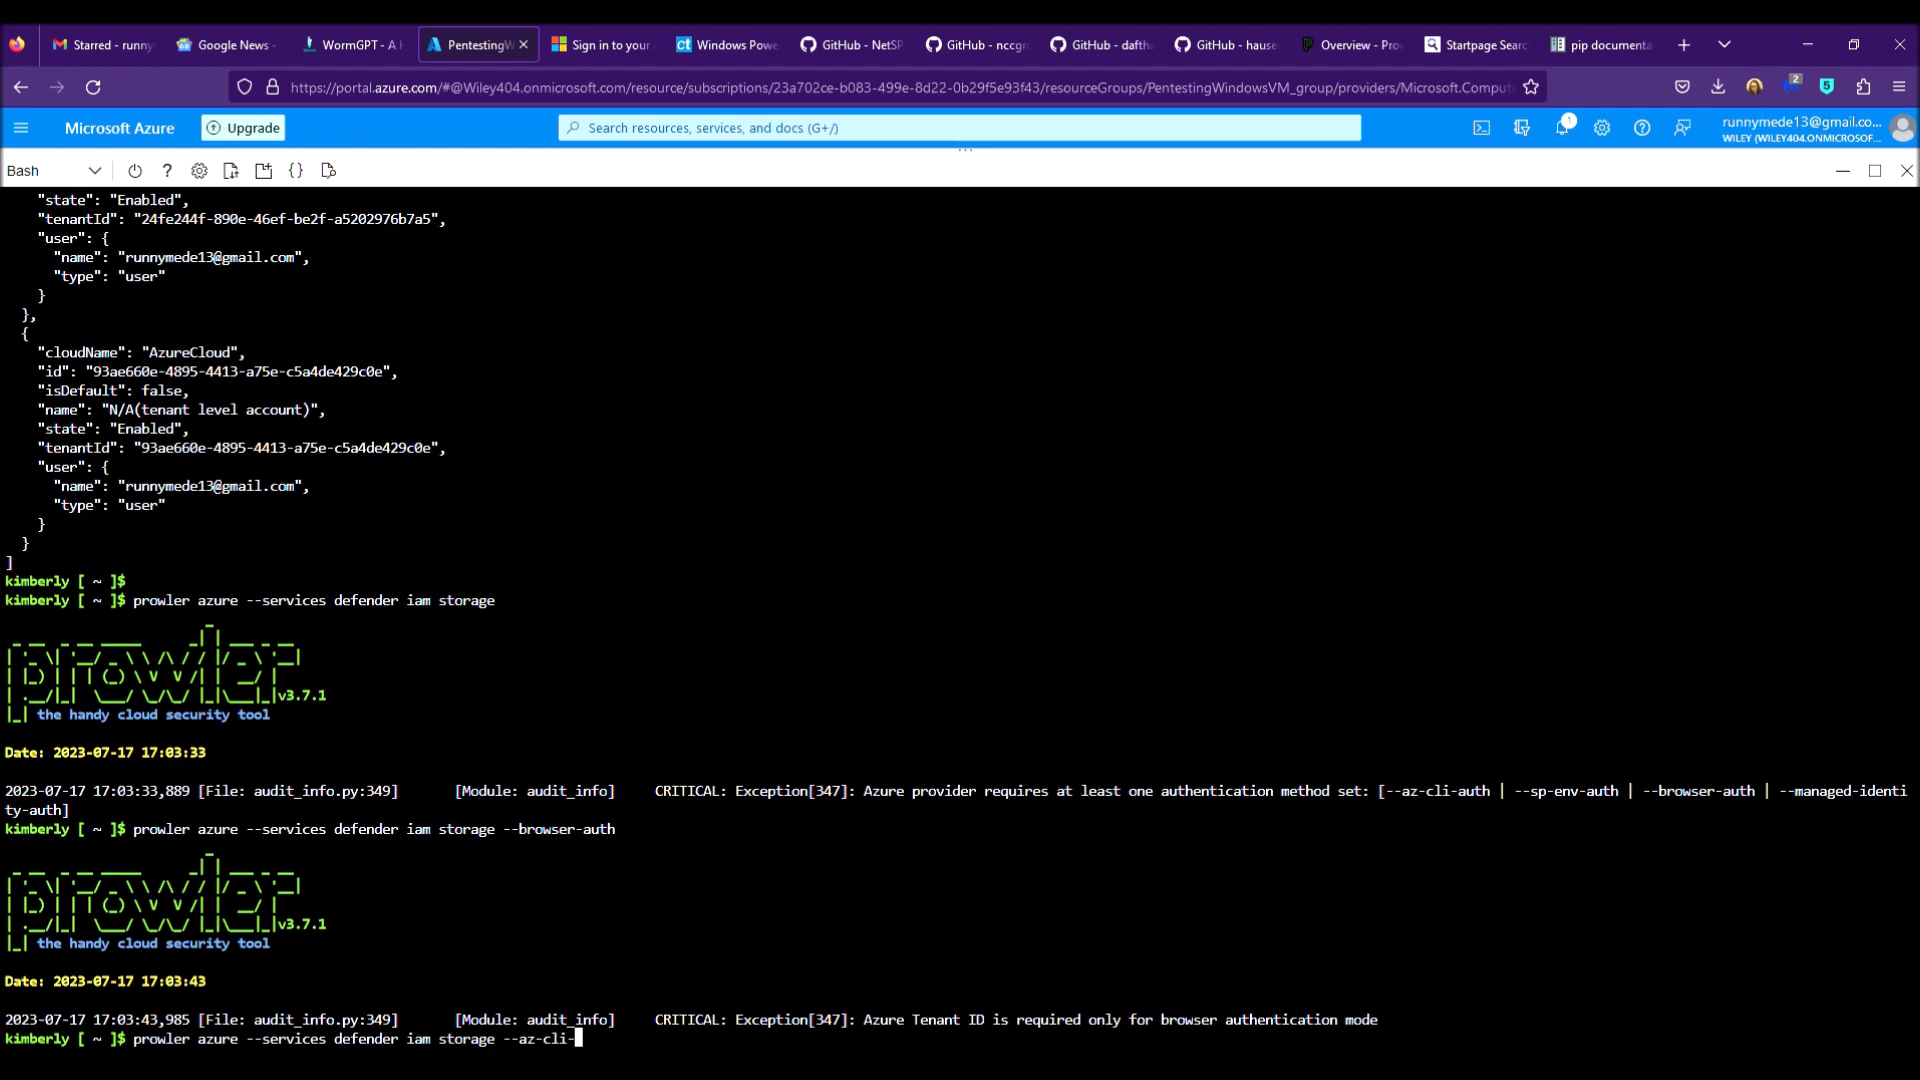 Starred - runny
Google News -
WormGPT - A
PentestingW
Sign in to your
Windows Powe
GitHub - NetSP
GitHub - nccgr
GitHub - daftha
GitHub - hause
Overview - Pro
Startpage Searc
pip documenta
https://portal.azure.com/#@Wiley404.onmicrosoft.com/resource/subscriptions/23a702ce-b083-499e-8d22-0b29f5e93f43/resourceGroups/PentestingWindowsVM_group/providers/Microsoft.Comput
2
5
Microsoft Azure
Upgrade
Search resources, services, and docs (G+/)
1
runnymede13@gmail.co...
WILEY (WILEY404.ONMICROSOF...
Bash
"state": "Enabled",
"tenantId": "24fe244f-890e-46ef-be2f-a5202976b7a5",
"user": {
"name": "runnymede13@gmail.com",
"type": "user"
}
},
{
"cloudName": "AzureCloud",
"id": "93ae660e-4895-4413-a75e-c5a4de429c0e",
"isDefault": false,
"name": "N/A(tenant level account)",
"state": "Enabled",
"tenantId": "93ae660e-4895-4413-a75e-c5a4de429c0e",
"user": {
"name": "runnymede13@gmail.com",
"type": "user"
}
}
]
kimberly [ ~ ]$
kimberly [ ~ ]$ prowler azure --services defender iam storage
prowler
v3.7.1
the handy cloud security tool
Date: 2023-07-17 17:03:33
2023-07-17 17:03:33,889 [File: audit_info.py:349] [Module: audit_info] CRITICAL: Exception[347]: Azure provider requires at least one authentication method set: [--az-cli-auth | --sp-env-auth | --browser-auth | --managed-identi
ty-auth]
kimberly [ ~ ]$ prowler azure --services defender iam storage --browser-auth
prowler
v3.7.1
the handy cloud security tool
Date: 2023-07-17 17:03:43
2023-07-17 17:03:43,985 [File: audit_info.py:349] [Module: audit_info] CRITICAL: Exception[347]: Azure Tenant ID is required only for browser authentication mode
kimberly [ ~ ]$ prowler azure --services defender iam storage --az-cli-